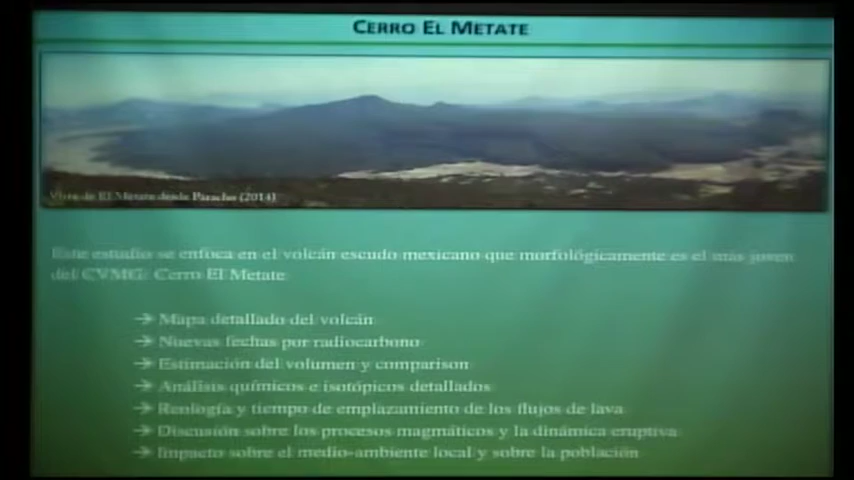 CERRO EL METATE
Vista de El Metate desde Paracho (2014)
Este estudio se enfoca en el volcán escudo mexicano que morfológicamente es el más joven
del CVMG: Cerro El Metate
→ Mapa detallado del volcán
→ Nuevas fechas por radiocarbono
→ Estimación del volumen y comparison
→ Análisis químicos e isotópicos detallados
→ Reología y tiempo de emplazamiento de los flujos de lava
→ Discusión sobre los procesos magmáticos y la dinámica eruptiva
→ Impacto sobre el medio-ambiente local y sobre la población